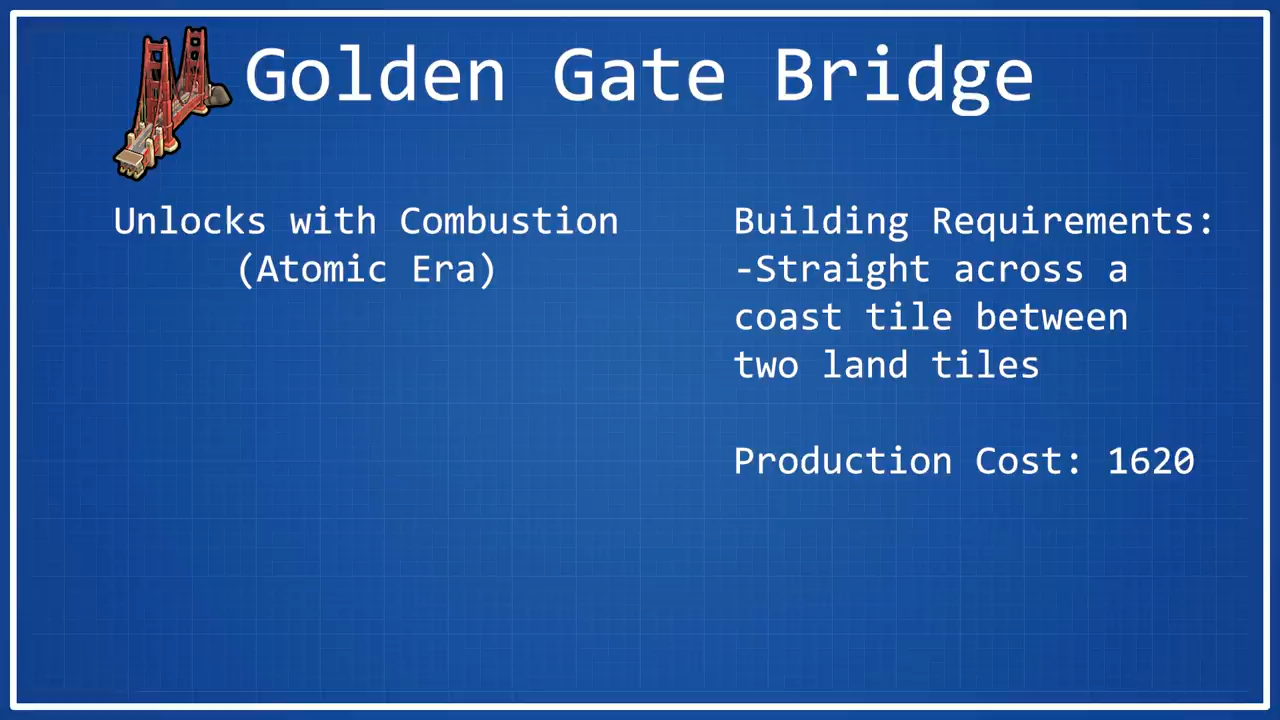 Golden Gate Bridge
Unlocks with Combustion
(Atomic Era)
Building Requirements:
-Straight across a
coast tile between
two land tiles
Production Cost: 1620